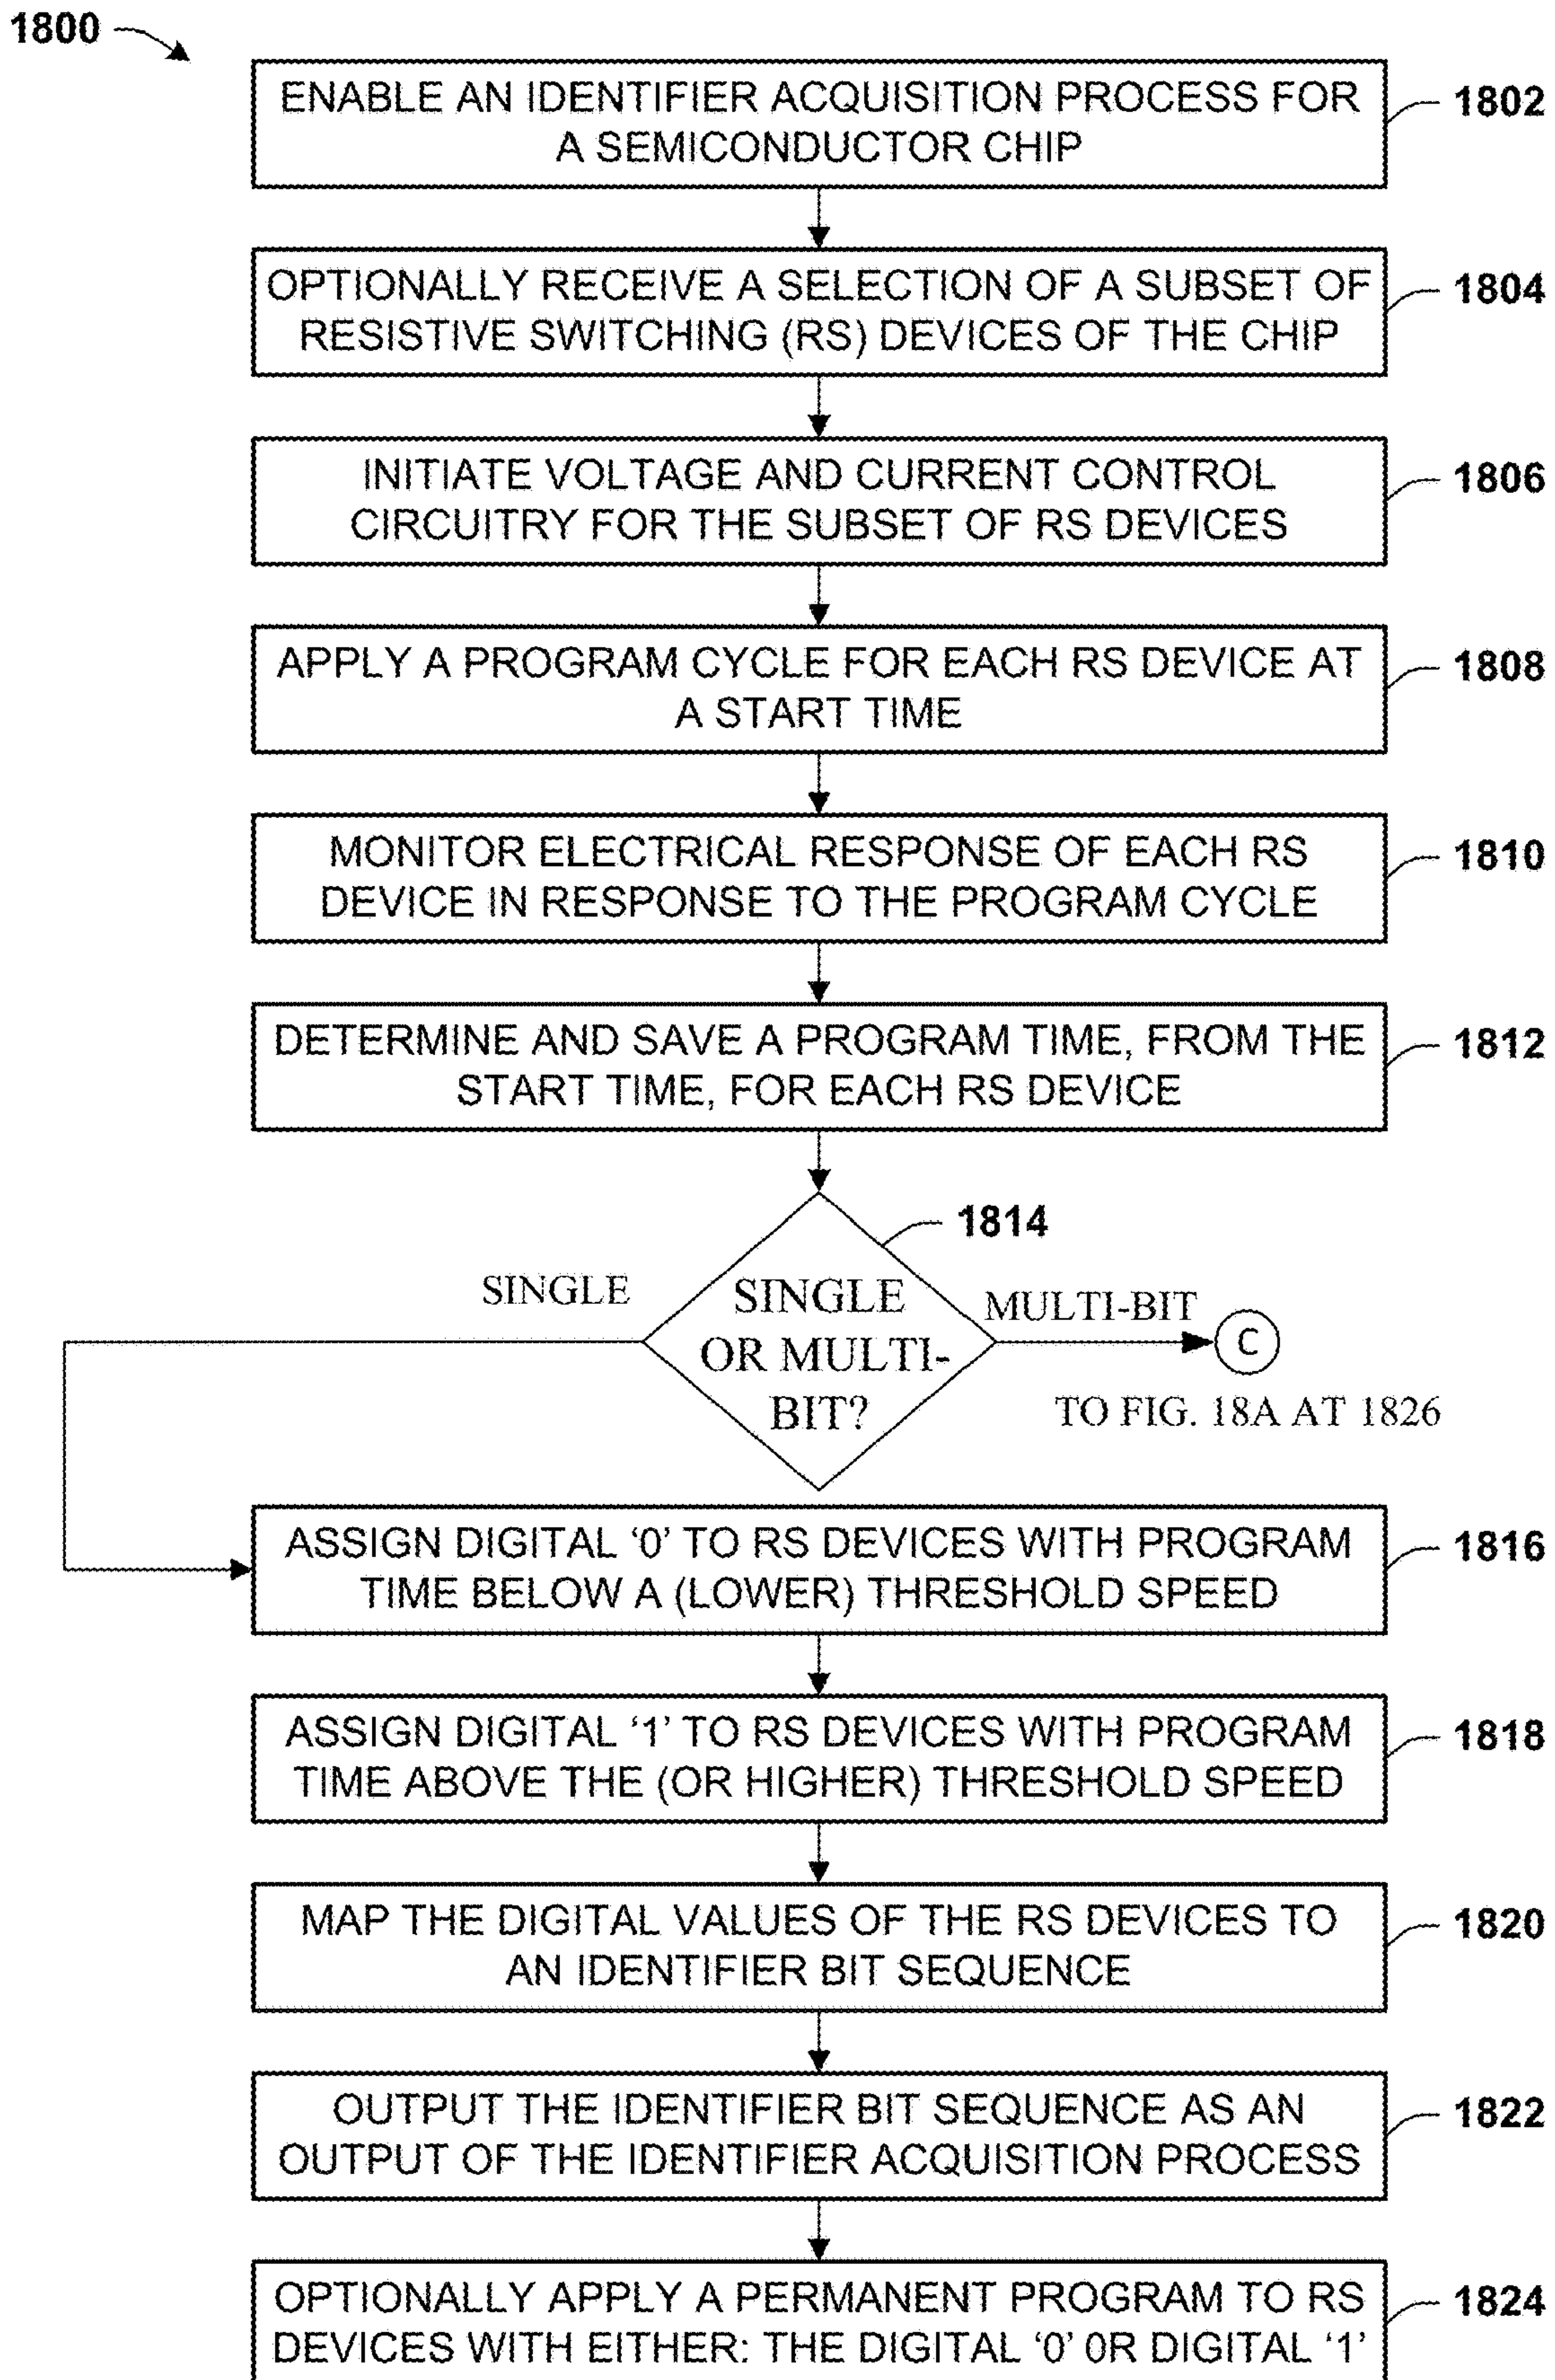 1800
ENABLE AN IDENTIFIER ACQUISITION PROCESS FOR
A SEMICONDUCTOR CHIP
1802
OPTIONALLY RECEIVE A SELECTION OF A SUBSET OF
RESISTIVE SWITCHING (RS) DEVICES OF THE CHIP
1804
INITIATE VOLTAGE AND CURRENT CONTROL
CIRCUITRY FOR THE SUBSET OF RS DEVICES
1806
APPLY A PROGRAM CYCLE FOR EACH RS DEVICE AT
A START TIME
1808
MONITOR ELECTRICAL RESPONSE OF EACH RS
DEVICE IN RESPONSE TO THE PROGRAM CYCLE
1810
DETERMINE AND SAVE A PROGRAM TIME, FROM THE
START TIME, FOR EACH RS DEVICE
1812
1814
SINGLE
SINGLE
OR MULTI-
BIT?
MULTI-BIT
C
TO FIG. 18A AT 1826
ASSIGN DIGITAL ‘0’ TO RS DEVICES WITH PROGRAM
TIME BELOW A (LOWER) THRESHOLD SPEED
1816
ASSIGN DIGITAL ‘1’ TO RS DEVICES WITH PROGRAM
TIME ABOVE THE (OR HIGHER) THRESHOLD SPEED
1818
MAP THE DIGITAL VALUES OF THE RS DEVICES TO
AN IDENTIFIER BIT SEQUENCE
1820
OUTPUT THE IDENTIFIER BIT SEQUENCE AS AN
OUTPUT OF THE IDENTIFIER ACQUISITION PROCESS
1822
OPTIONALLY APPLY A PERMANENT PROGRAM TO RS
DEVICES WITH EITHER: THE DIGITAL ‘0’ 0R DIGITAL ‘1’
1824